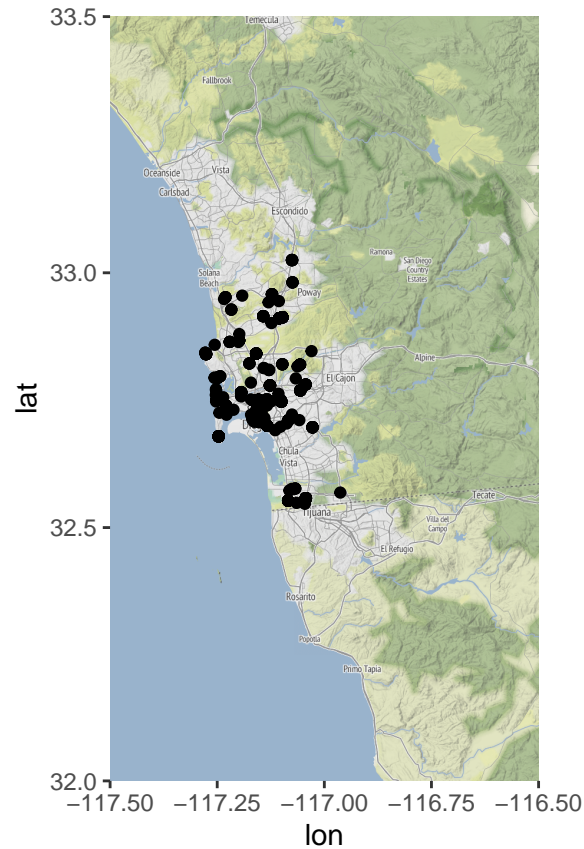 33.5
Temecula
Fallbrook
Oceanside
Vista
Carlsbad
Escondido
33.0
Solana
Beach
Ramona
San Diego
Country
Estates
Poway
Alpine
El Cajon
lat
Chula
Vista
32.5
Tijuana
Tecate
Villa del
Campo
El Refugio
Rosarito
Popotla
Primo Tapia
32.0
−117.50 −117.25 −117.00 −116.75 −116.50
lon